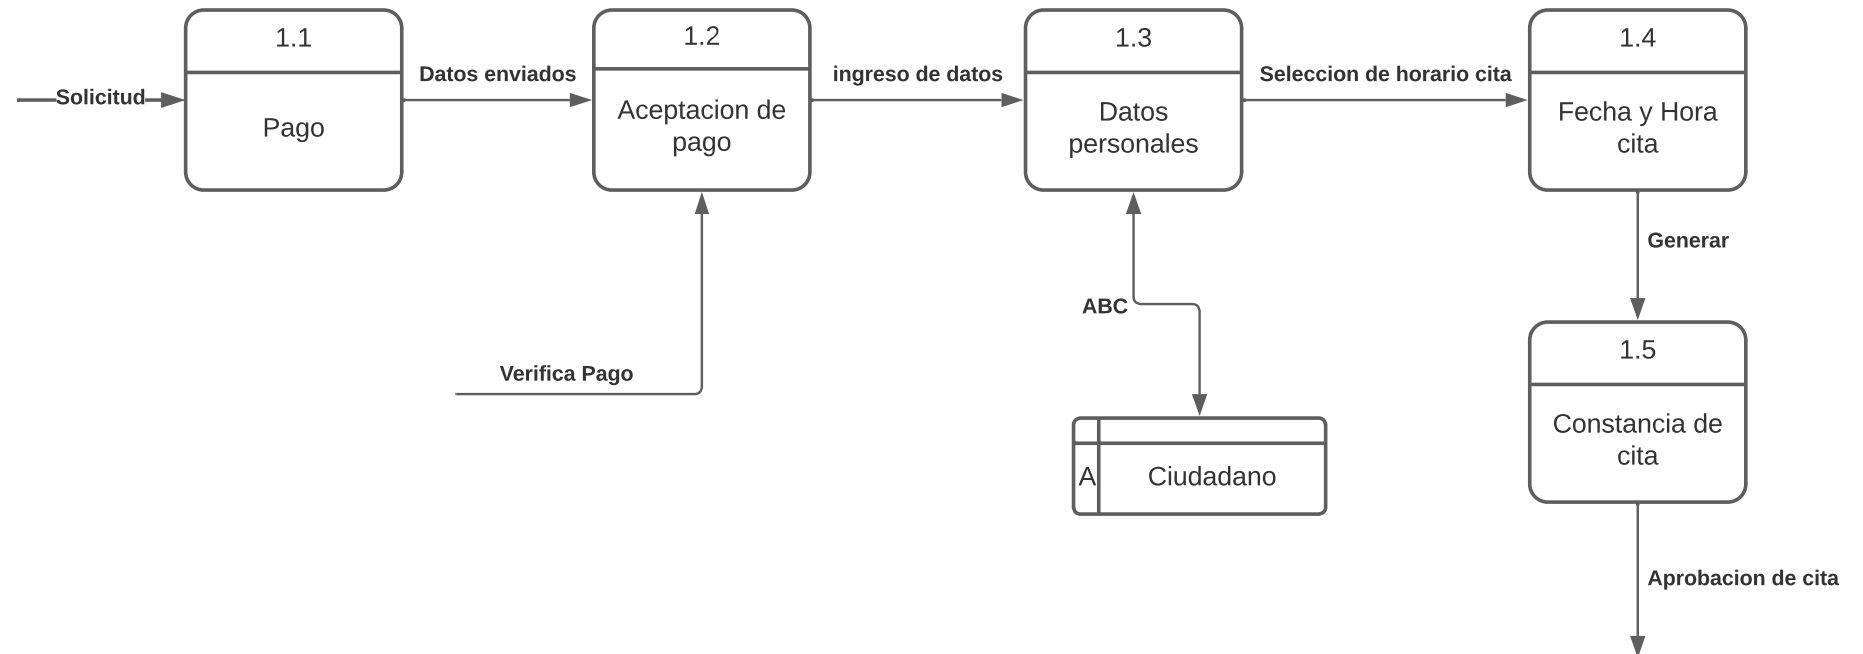 1.1
1.2
1.3
1.4
Solicitud
Pago
Datos enviados
Aceptacion de
pago
ingreso de datos
Datos
personales
Seleccion de horario cita
Fecha y Hora
cita
Generar
ABC
Verifica Pago
1.5
Constancia de
cita
A
Ciudadano
Aprobacion de cita